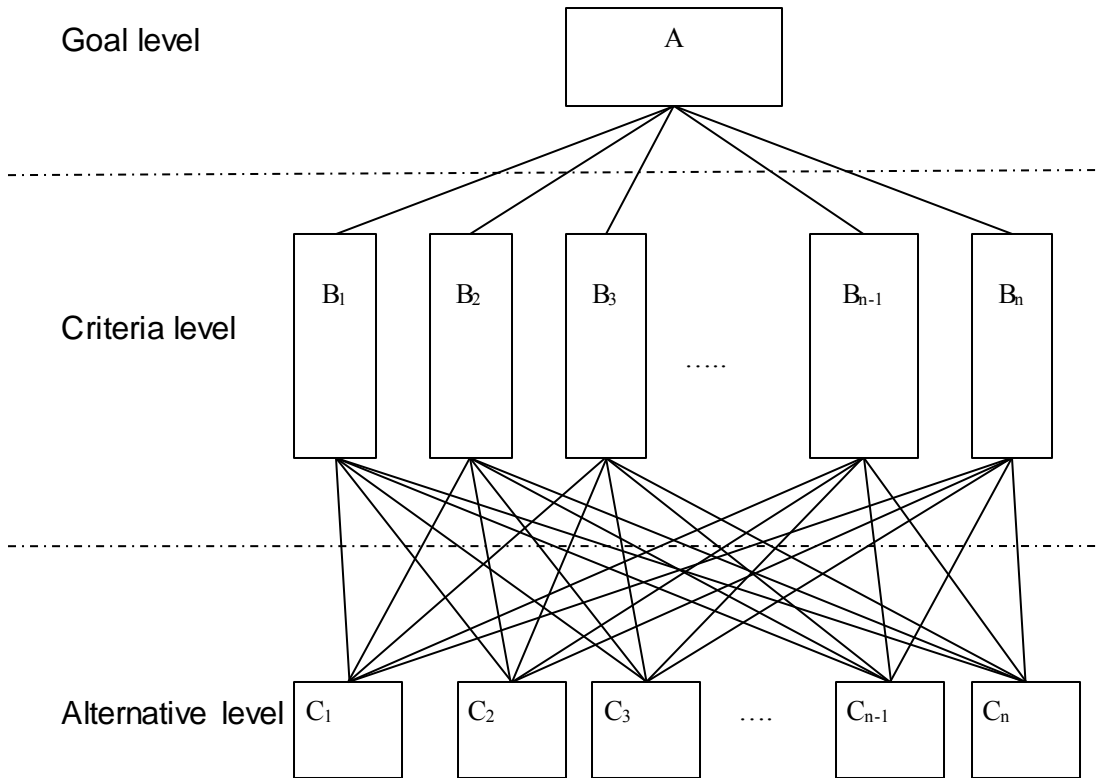 Goal level
A
B₁ B₂ B₃ B𝑛₋₁ Bₙ
Criteria level
.....
Alternative level C₁ C₂ C₃ .... Cₙ₋₁ Cₙ